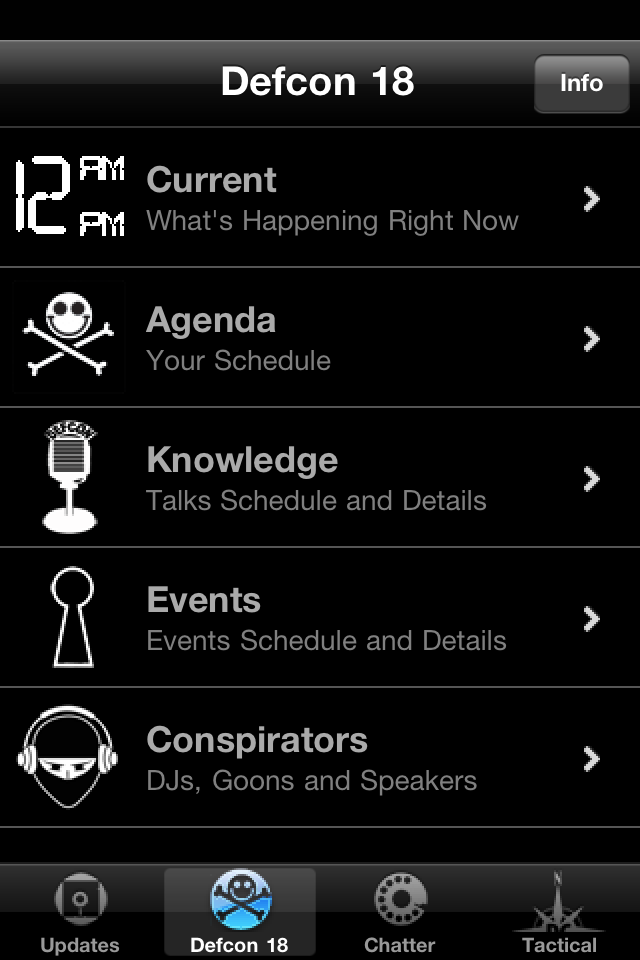 Defcon 18
Info
12 AM PM
Current
What's Happening Right Now
Agenda
Your Schedule
DEFCON
Knowledge
Talks Schedule and Details
Events
Events Schedule and Details
Conspirators
DJs, Goons and Speakers
N
Updates
Defcon 18
Chatter
Tactical